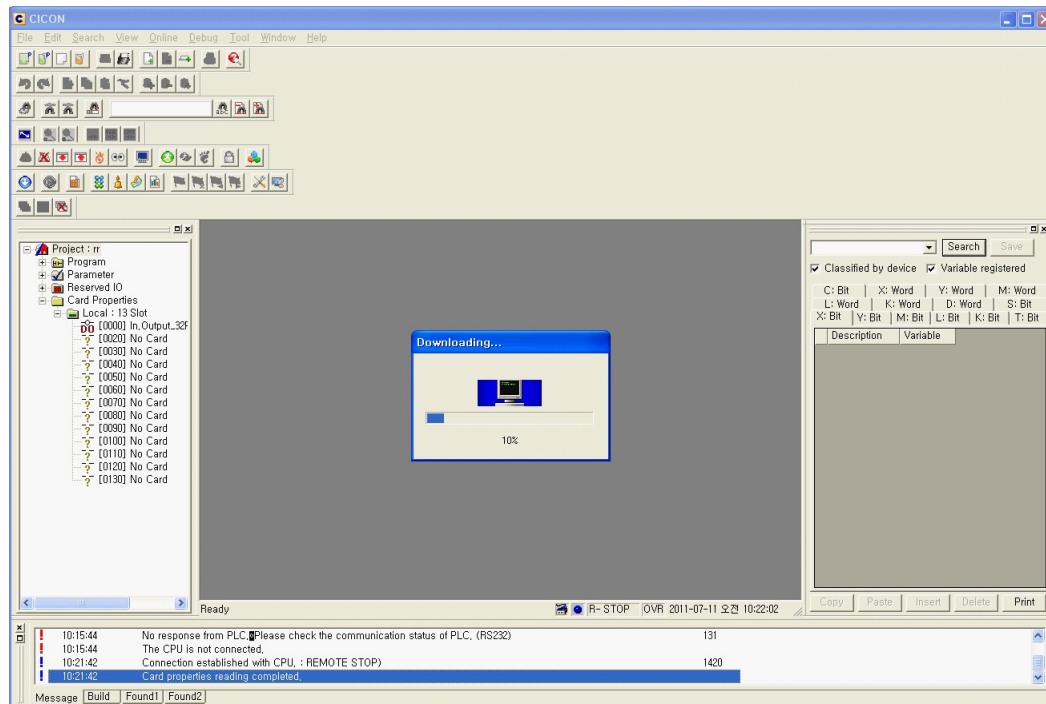 CICON
File Edit Search View Online Debug Tool Window Help
Project : rr
Program
Parameter
Reserved IO
Card Properties
Local : 13 Slot
[0000] In,Output_32F
[0020] No Card
[0030] No Card
[0040] No Card
[0050] No Card
[0060] No Card
[0070] No Card
[0080] No Card
[0090] No Card
[0100] No Card
[0110] No Card
[0120] No Card
[0130] No Card
Downloading...
10%
Search Save
Classified by device Variable registered
C: Bit X: Word Y: Word M: Word
L: Word K: Word D: Word S: Bit
X: Bit Y: Bit M: Bit L: Bit K: Bit T: Bit
Description Variable
Copy Paste Insert Delete Print
Ready R- STOP OVR 2011-07-11 오전 10:22:02
10:15:44 No response from PLC, Please check the communication status of PLC, (RS232) 131
10:15:44 The CPU is not connected,
10:21:42 Connection established with CPU, : REMOTE STOP) 1420
10:21:42 Card properties reading completed,
Message Build Found1 Found2